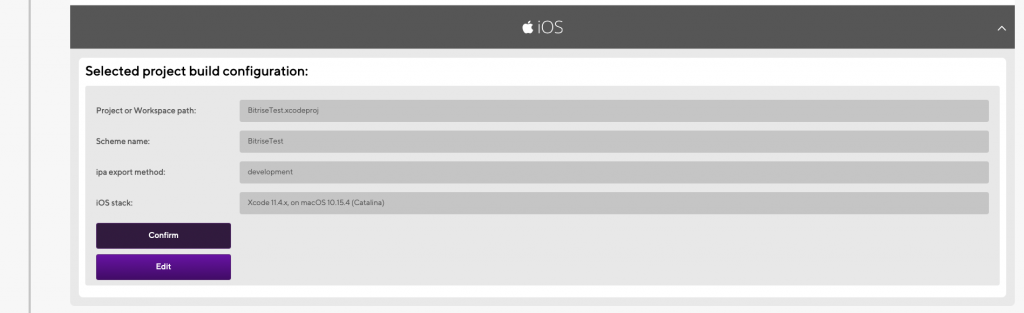 iOS
Selected project build configuration:
Project or Workspace path: BitriseTest.xcodeproj
Scheme name: BitriseTest
ipa export method: development
iOS stack: Xcode 11.4.x, on macOS 10.15.4 (Catalina)
Confirm
Edit